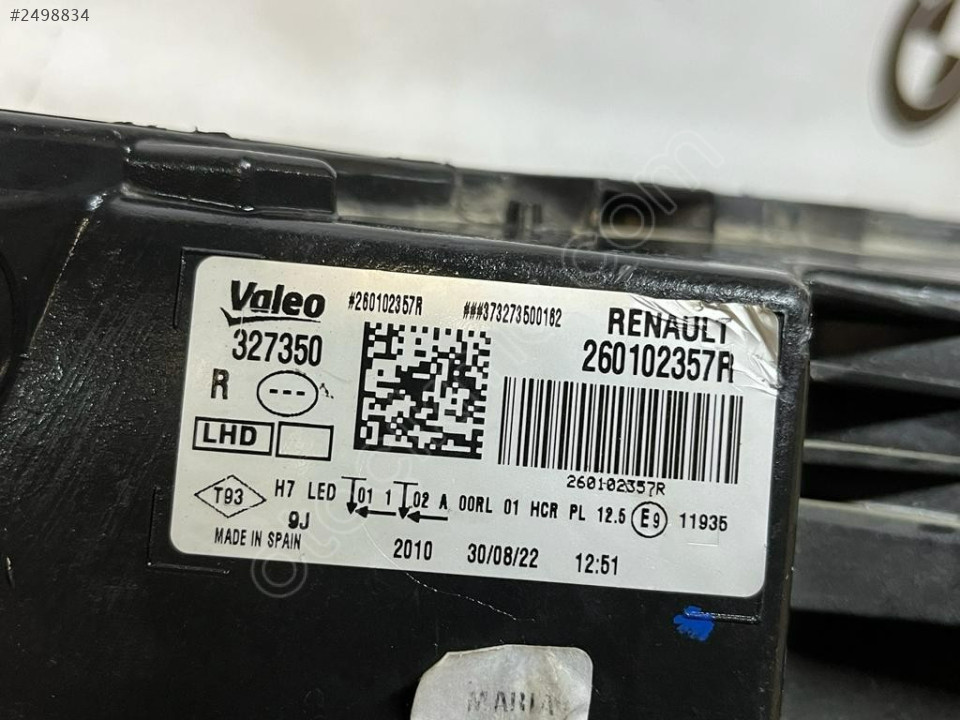 #2498834
Valeo #260102357R ###373273500182 RENAULT
327350 260102357R
R ---
LHD
260102357R
T93 H7 LED 01 1 02 A 00RL 01 HCR PL 12.5 E9 11935
9J
MADE IN SPAIN 2010 30/08/22 12:51